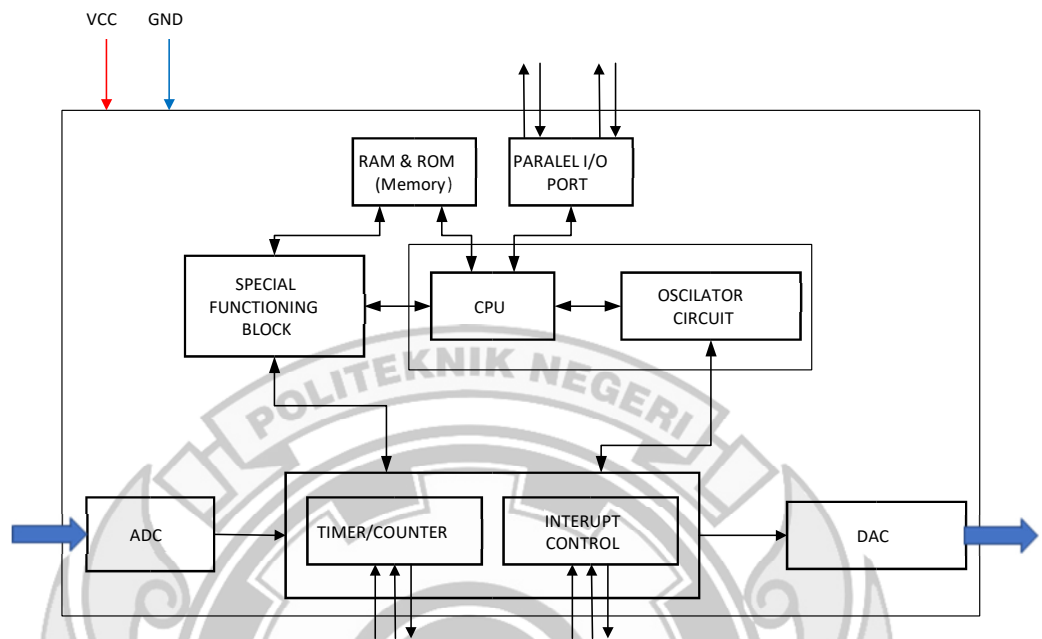 VCC
GND
RAM & ROM
(Memory)
PARALEL I/O
PORT
SPECIAL
FUNCTIONING
BLOCK
CPU
OSCILATOR
CIRCUIT
POLITEKNIK NEGERI
ADC
TIMER/COUNTER
INTERUPT
CONTROL
DAC